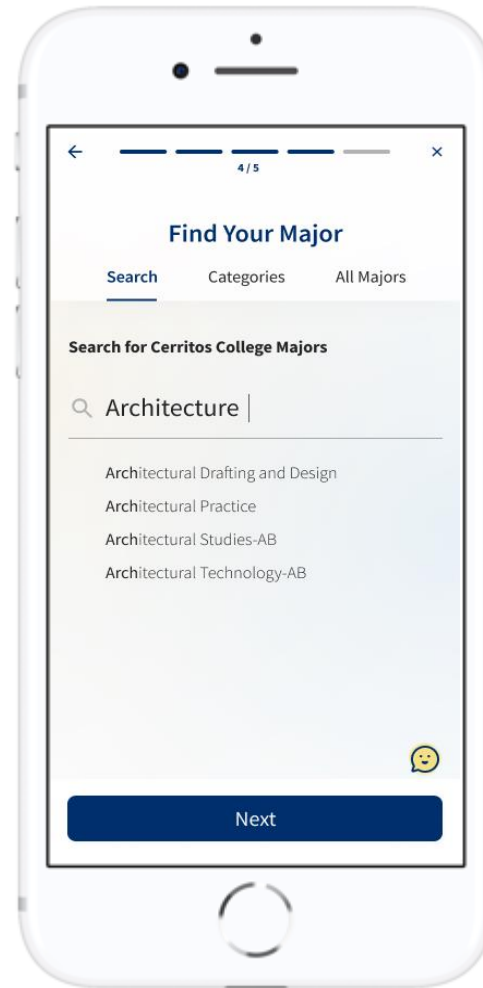 4 / 5
Find Your Major
Search Categories All Majors
Search for Cerritos College Majors
Architecture
Architectural Drafting and Design
Architectural Practice
Architectural Studies-AB
Architectural Technology-AB
Next